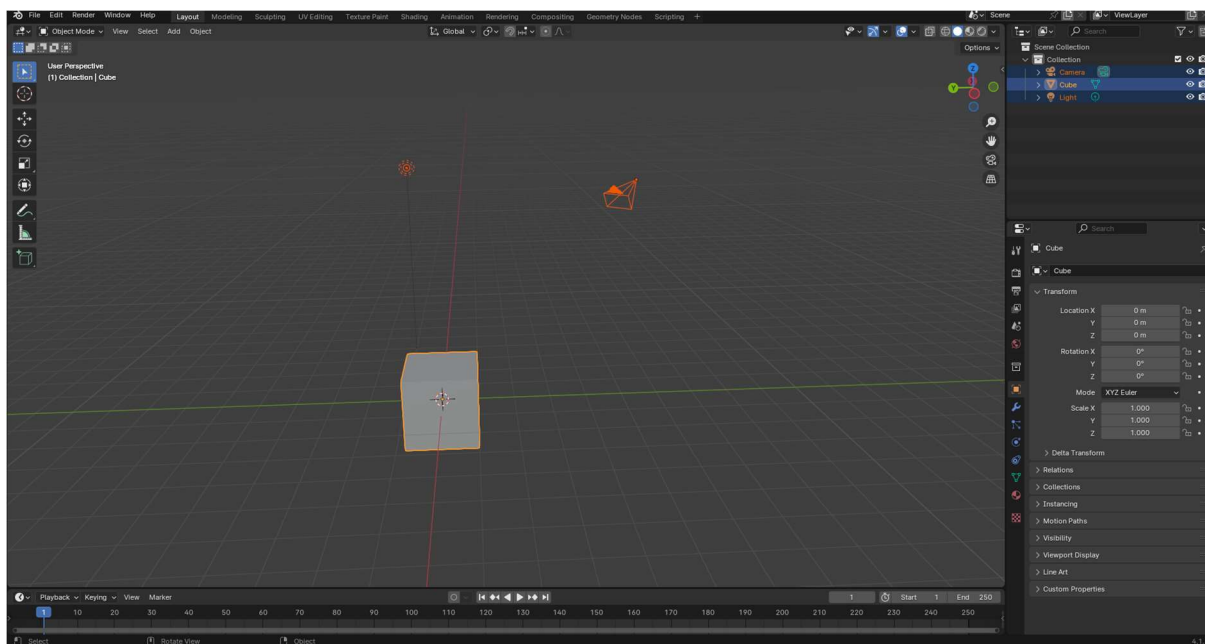 File Edit Render Window Help Layout Modeling Sculpting UV Editing Texture Paint Shading Animation Rendering Compositing Geometry Nodes Scripting + Scene ViewLayer
Object Mode View Select Add Object Global Search
Options
User Perspective
(1) Collection | Cube
Z
Y
Scene Collection
Collection
Camera
Cube
Light
Search
Cube
Cube
Transform
Location X 0 m
Y 0 m
Z 0 m
Rotation X 0°
Y 0°
Z 0°
Mode XYZ Euler
Scale X 1.000
Y 1.000
Z 1.000
Delta Transform
Relations
Collections
Instancing
Motion Paths
Visibility
Viewport Display
Line Art
Custom Properties
Playback Keying View Marker 1 Start 1 End 250
1 10 20 30 40 50 60 70 80 90 100 110 120 130 140 150 160 170 180 190 200 210 220 230 240 250
Select Rotate View Object 4.1.